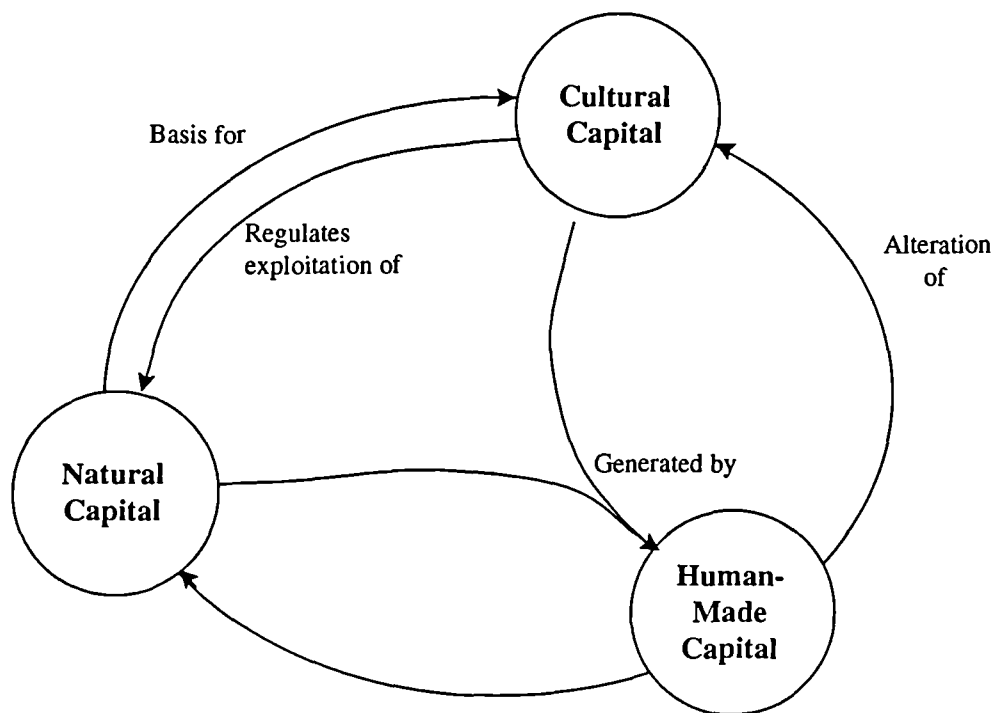 Cultural
Capital
Basis for
Regulates
exploitation of
Alteration
of
Generated by
Natural
Capital
Human-
Made
Capital